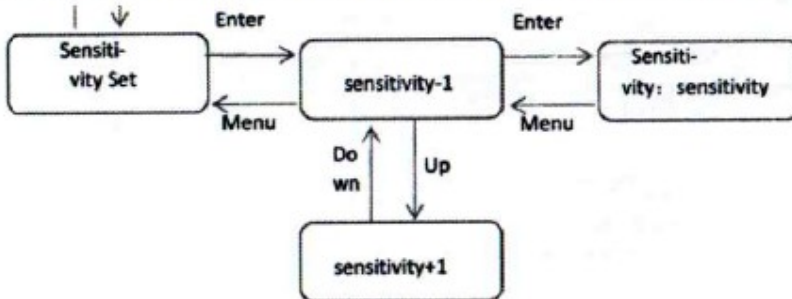 Enter
Enter
Sensiti-
vity Set
sensitivity-1
Sensiti-
vity: sensitivity
Menu
Menu
Do
wn
Up
sensitivity+1